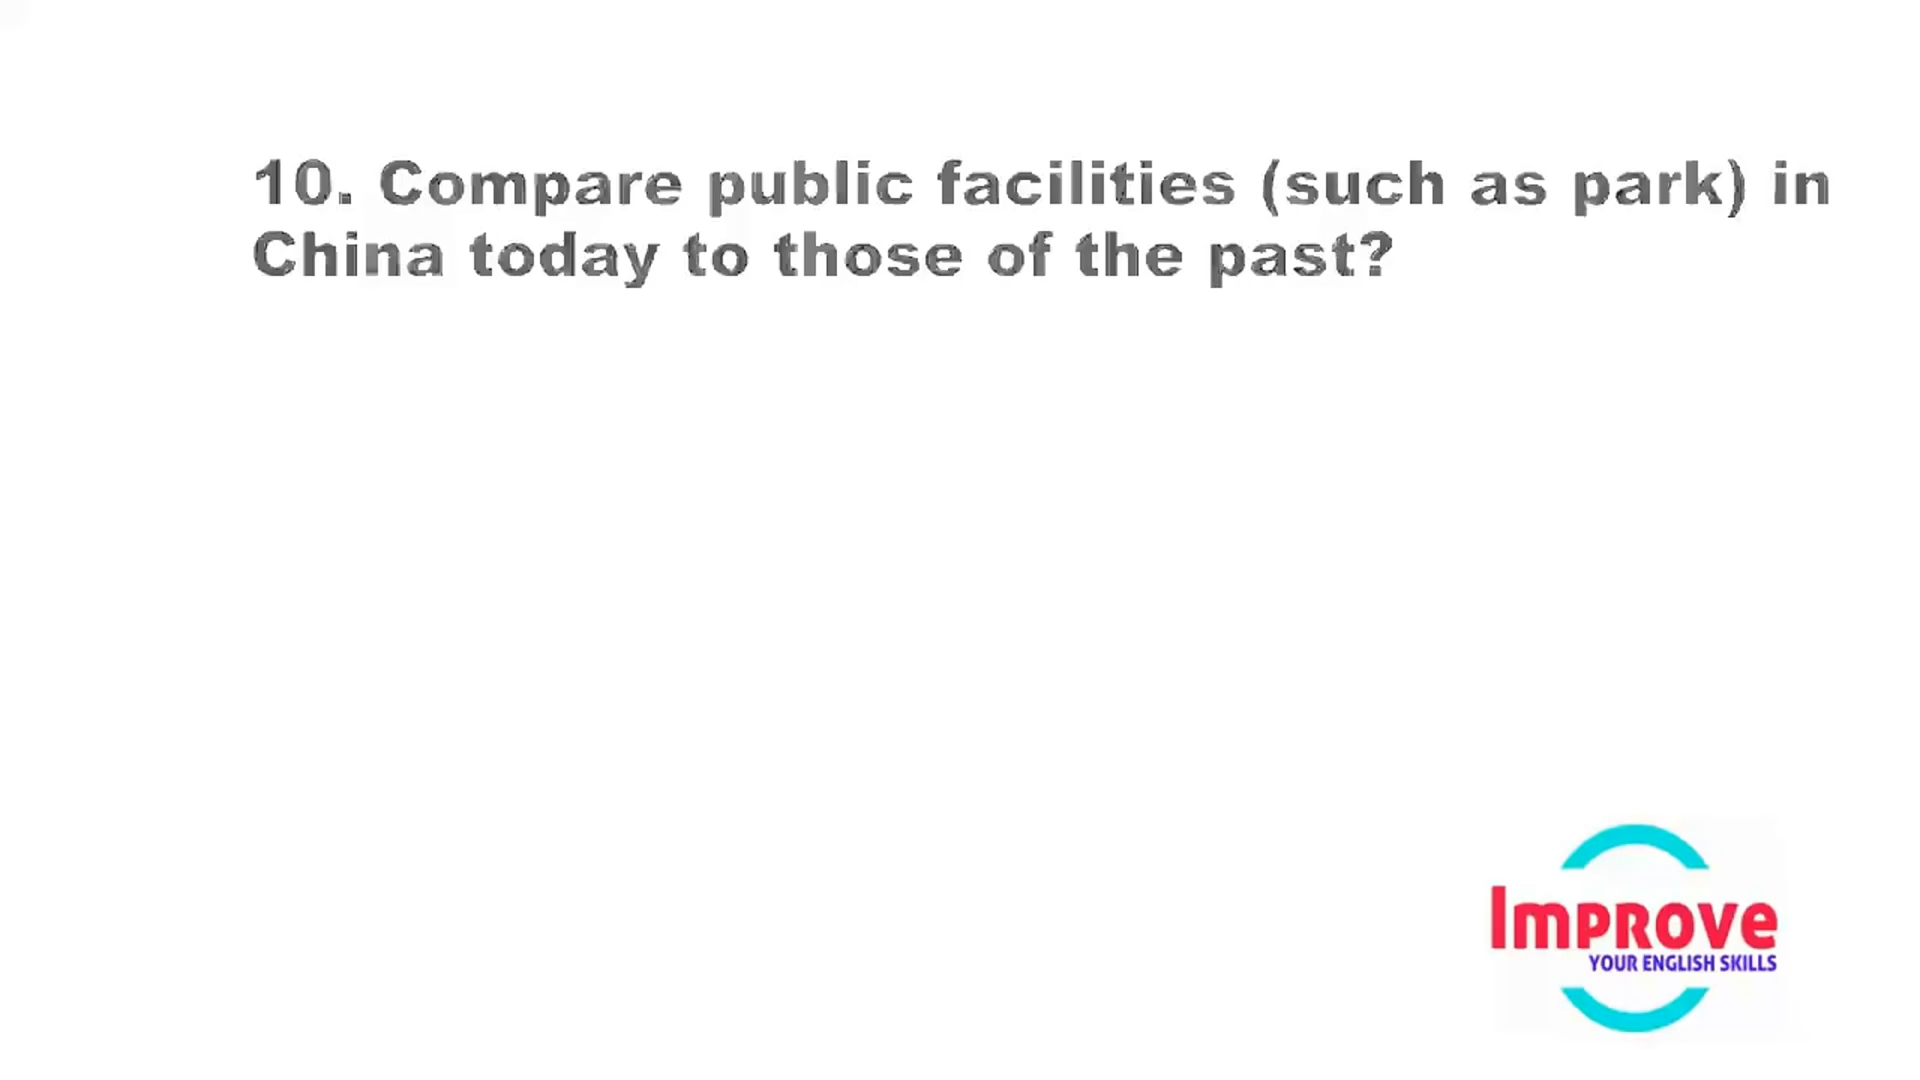 10. Compare public facilities (such as park) in
China today to those of the past?
Improve
YOUR ENGLISH SKILLS